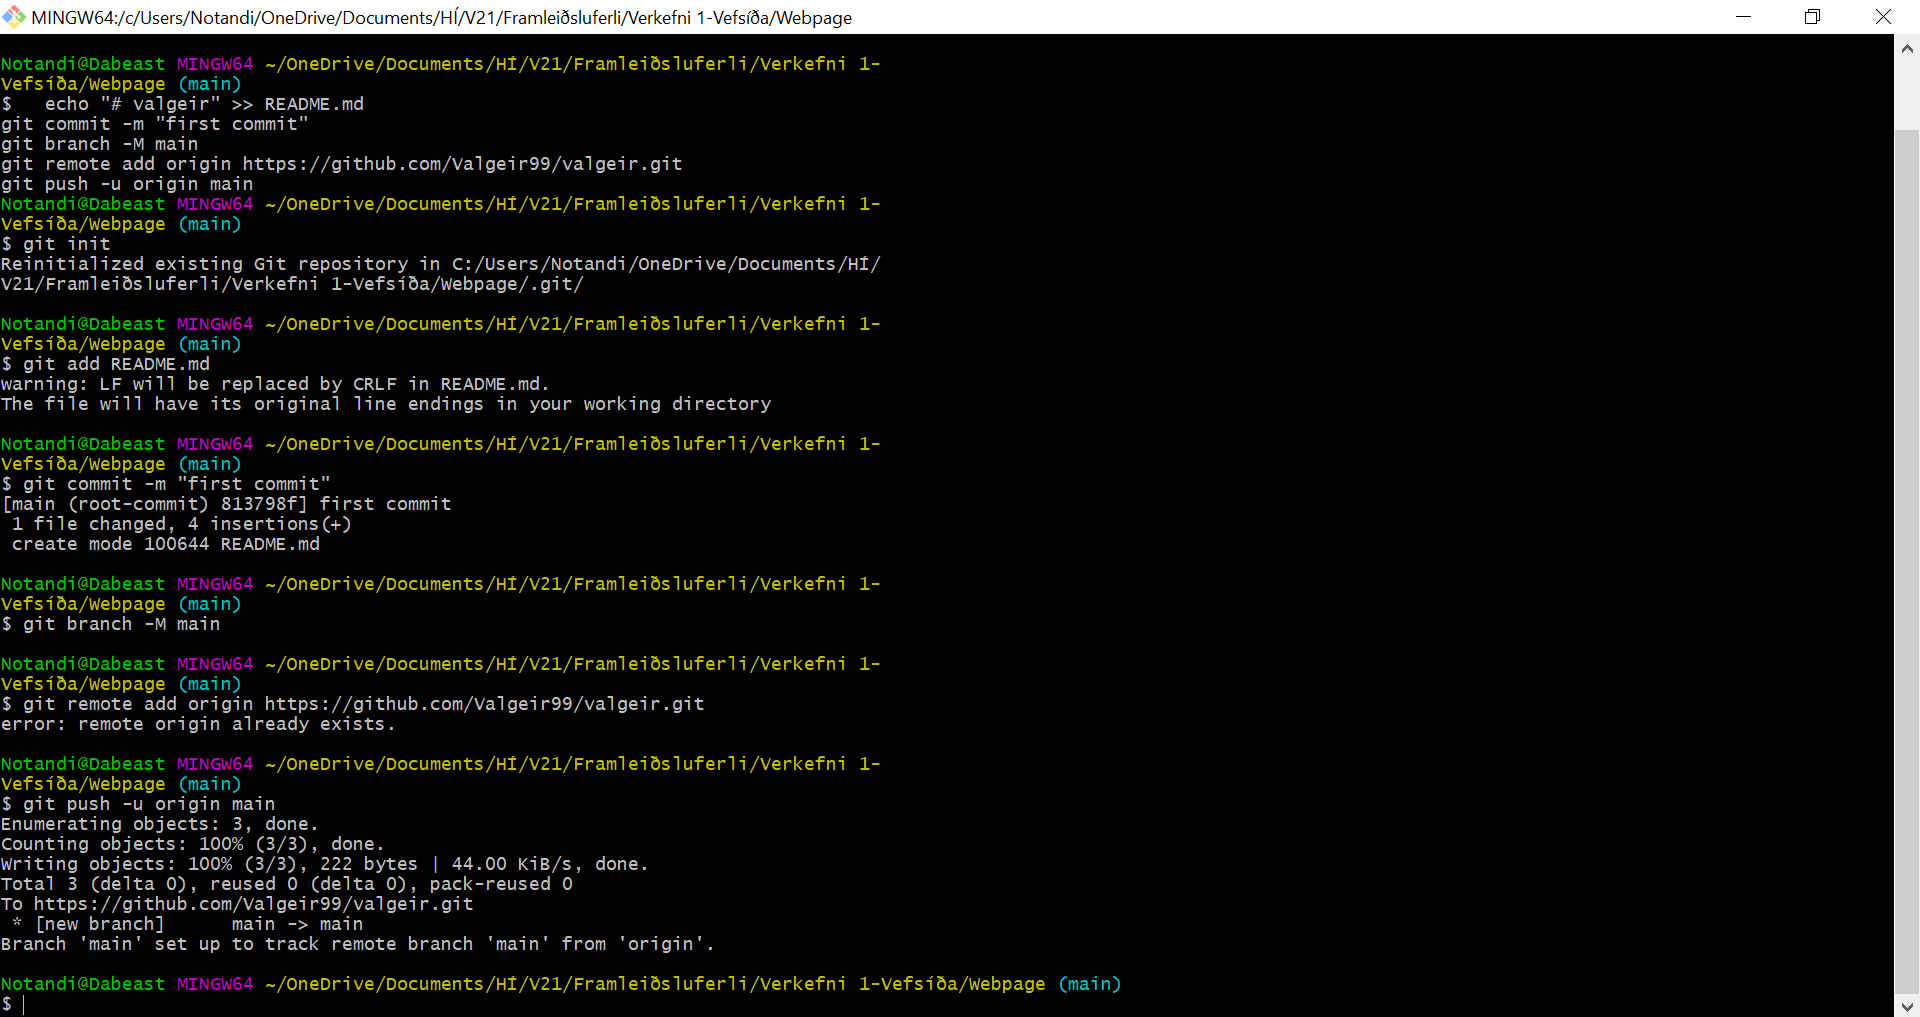 MINGW64:/c/Users/Notandi/OneDrive/Documents/HÍ/V21/Framleiðsluferli/Verkefni 1-Vefsíða/Webpage
Notandi@Dabeast MINGW64 ~/OneDrive/Documents/HÍ/V21/Framleiðsluferli/Verkefni 1-
Vefsíða/Webpage (main)
$   echo "# valgeir" >> README.md
git commit -m "first commit"
git branch -M main
git remote add origin https://github.com/Valgeir99/valgeir.git
git push -u origin main
Notandi@Dabeast MINGW64 ~/OneDrive/Documents/HÍ/V21/Framleiðsluferli/Verkefni 1-
Vefsíða/Webpage (main)
$ git init
Reinitialized existing Git repository in C:/Users/Notandi/OneDrive/Documents/HÍ/
V21/Framleiðsluferli/Verkefni 1-Vefsíða/Webpage/.git/
Notandi@Dabeast MINGW64 ~/OneDrive/Documents/HÍ/V21/Framleiðsluferli/Verkefni 1-
Vefsíða/Webpage (main)
$ git add README.md
warning: LF will be replaced by CRLF in README.md.
The file will have its original line endings in your working directory
Notandi@Dabeast MINGW64 ~/OneDrive/Documents/HÍ/V21/Framleiðsluferli/Verkefni 1-
Vefsíða/Webpage (main)
$ git commit -m "first commit"
[main (root-commit) 813798f] first commit
 1 file changed, 4 insertions(+)
 create mode 100644 README.md
Notandi@Dabeast MINGW64 ~/OneDrive/Documents/HÍ/V21/Framleiðsluferli/Verkefni 1-
Vefsíða/Webpage (main)
$ git branch -M main
Notandi@Dabeast MINGW64 ~/OneDrive/Documents/HÍ/V21/Framleiðsluferli/Verkefni 1-
Vefsíða/Webpage (main)
$ git remote add origin https://github.com/Valgeir99/valgeir.git
error: remote origin already exists.
Notandi@Dabeast MINGW64 ~/OneDrive/Documents/HÍ/V21/Framleiðsluferli/Verkefni 1-
Vefsíða/Webpage (main)
$ git push -u origin main
Enumerating objects: 3, done.
Counting objects: 100% (3/3), done.
Writing objects: 100% (3/3), 222 bytes | 44.00 KiB/s, done.
Total 3 (delta 0), reused 0 (delta 0), pack-reused 0
To https://github.com/Valgeir99/valgeir.git
 * [new branch]      main -> main
Branch 'main' set up to track remote branch 'main' from 'origin'.
Notandi@Dabeast MINGW64 ~/OneDrive/Documents/HÍ/V21/Framleiðsluferli/Verkefni 1-Vefsíða/Webpage (main)
$